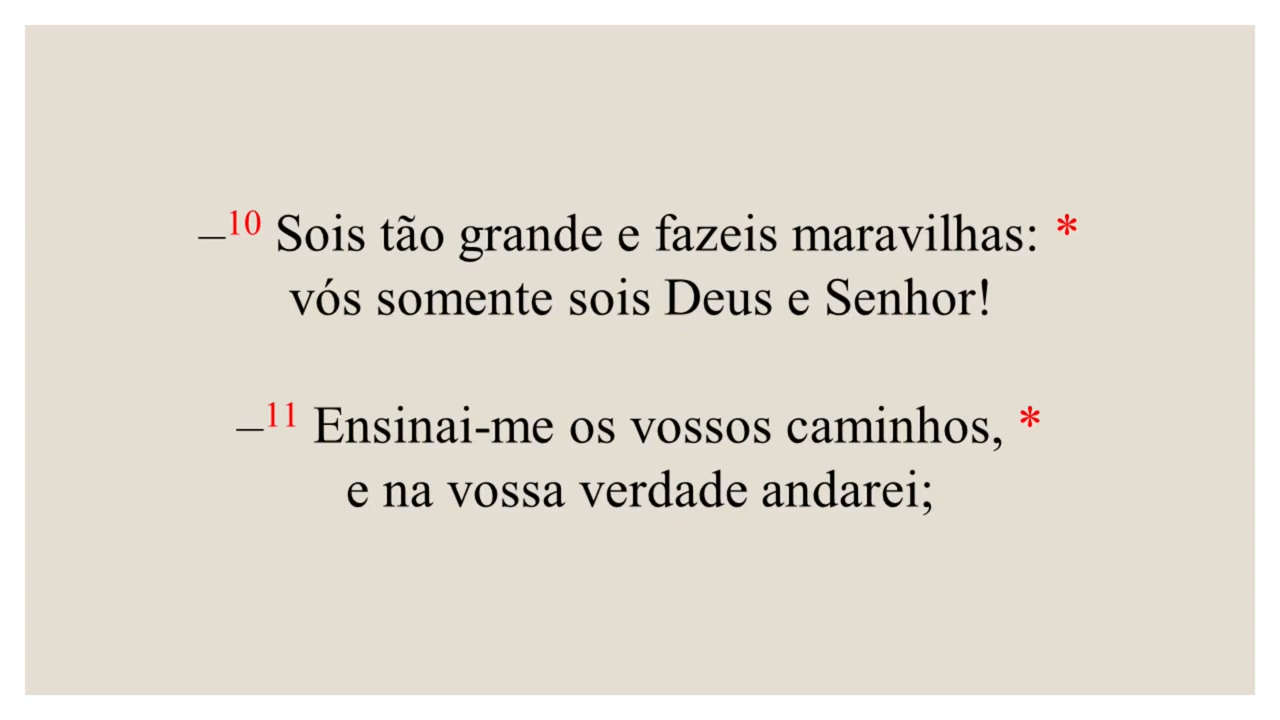 –10 Sois tão grande e fazeis maravilhas: *
vós somente sois Deus e Senhor!
–11 Ensinai-me os vossos caminhos, *
e na vossa verdade andarei;